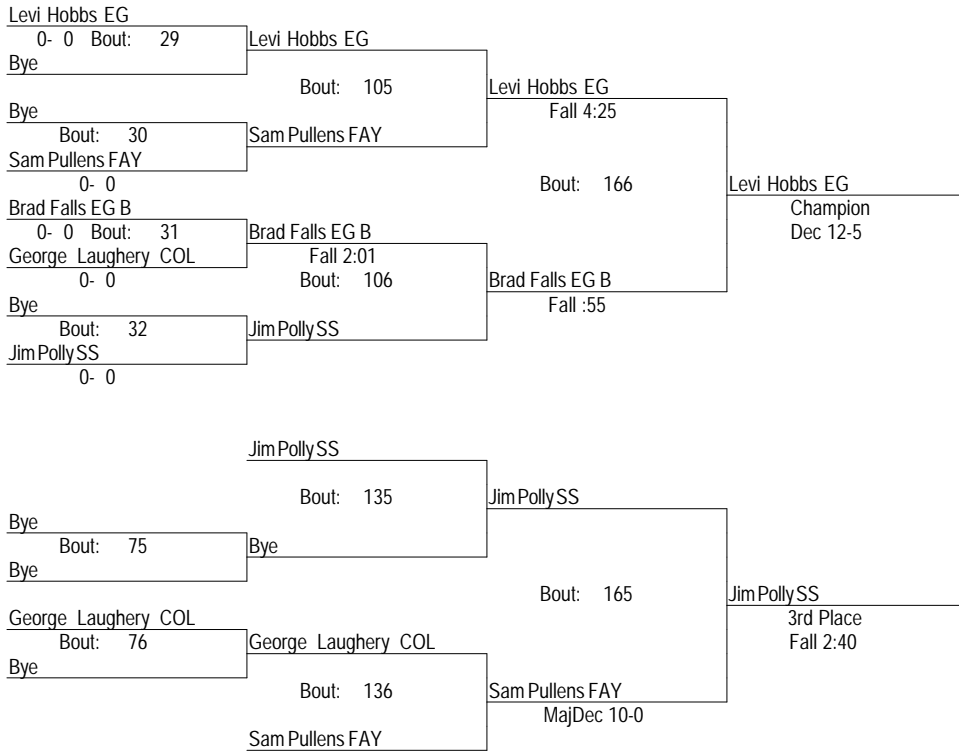 Levi Hobbs EG
0- 0 Bout: 29
Levi Hobbs EG
Bye
Bout: 105
Levi Hobbs EG
Bye
Fall 4:25
Bout: 30
Sam Pullens FAY
Sam Pullens FAY
0- 0
Bout: 166
Levi Hobbs EG
Brad Falls EG B
Champion
0- 0 Bout: 31
Brad Falls EG B
Dec 12-5
George Laughery COL
Fall 2:01
0- 0
Bout: 106
Brad Falls EG B
Bye
Fall :55
Bout: 32
Jim Polly SS
Jim Polly SS
0- 0
Jim Polly SS
Bout: 135
Jim Polly SS
Bye
Bout: 75
Bye
Bye
Bout: 165
Jim Polly SS
George Laughery COL
3rd Place
Bout: 76
George Laughery COL
Fall 2:40
Bye
Bout: 136
Sam Pullens FAY
MajDec 10-0
Sam Pullens FAY